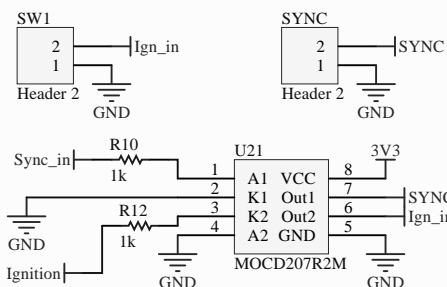 SW1
SYNC
2 Ign_in
2 SYNC
1
1
Header 2 GND
Header 2 GND
R10 U21 3V3
Sync_in 1k 1 A1 VCC 8
2 K1 Out1 7 SYNC
R12 3 K2 Out2 6 Ign_in
GND 1k 4 A2 GND 5
Ignition GND MOCD207R2M GND